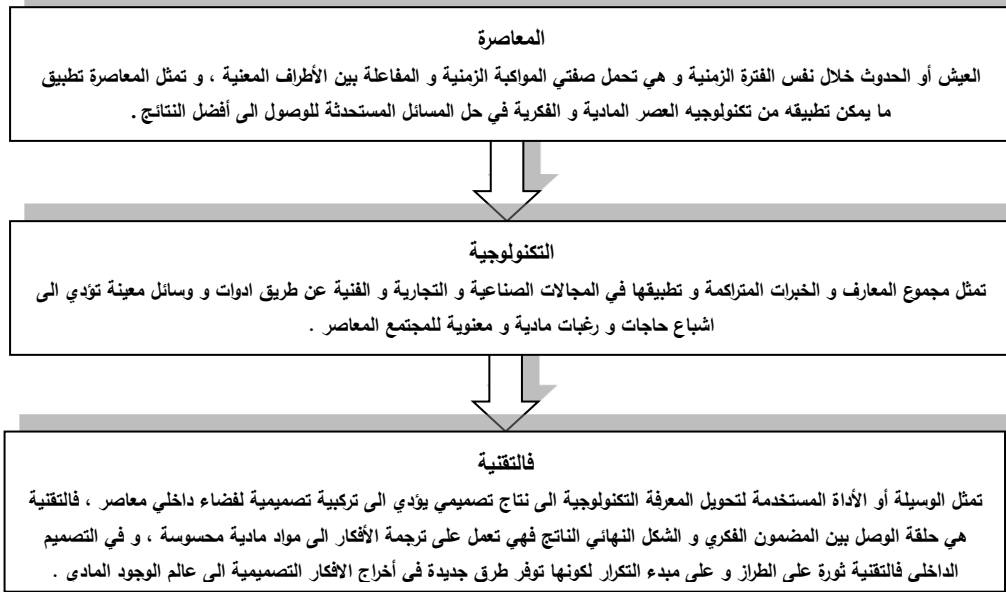 المعاصرة
العيش أو الحدوث خلال نفس الفترة الزمنية و هي تحمل صفتي المواكبة الزمنية و المفاعلة بين الأطراف المعنية ، و تمثل المعاصرة تطبيق
ما يمكن تطبيقه من تكنولوجيه العصر المادية و الفكرية في حل المسائل المستحدثة للوصول الى أفضل النتائج .
التكنولوجية
تمثل مجموع المعارف و الخبرات المتراكمة و تطبيقها في المجالات الصناعية و التجارية و الفنية عن طريق ادوات و وسائل معينة تؤدي الى
اشباع حاجات و رغبات مادية و معنوية للمجتمع المعاصر .
فالتقنية
تمثل الوسيلة أو الأداة المستخدمة لتحويل المعرفة التكنولوجية الى نتاج تصميمي يؤدي الى تركيبة تصميمية لفضاء داخلي معاصر ، فالتقنية
هي حلقة الوصل بين المضمون الفكري و الشكل النهائي الناتج فهي تعمل على ترجمة الأفكار الى مواد مادية محسوسة ، و في التصميم
الداخلي فالتقنية ثورة على الطراز و على مبدء التكرار لكونها توفر طرق جديدة في أخراج الافكار التصميمية الى عالم الوجود المادي .